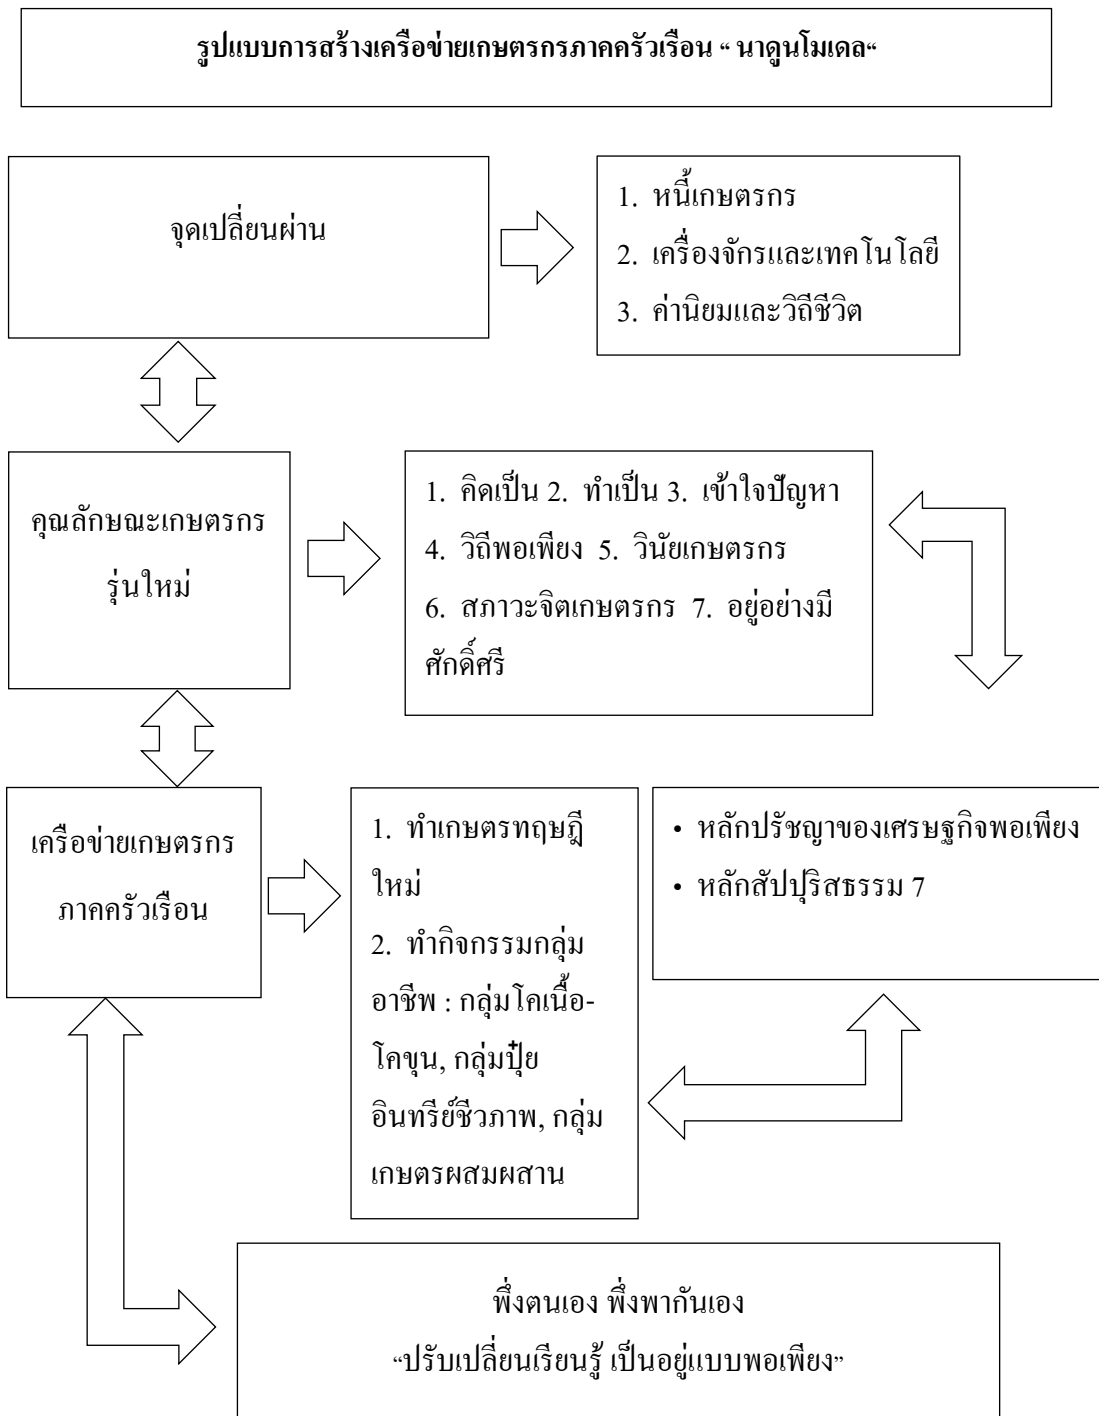 รูปแบบการสร้างเครือข่ายเกษตรกรภาคครัวเรือน “ นาดูนโมเดล“
จุดเปลี่ยนผ่าน
1. หนี้เกษตรกร
2. เครื่องจักรและเทคโนโลยี
3. ค่านิยมและวิถีชีวิต
คุณลักษณะเกษตรกร
รุ่นใหม่
1. คิดเป็น 2. ทำเป็น 3. เข้าใจปัญหา
4. วิถีพอเพียง 5. วินัยเกษตรกร
6. สภาวะจิตเกษตรกร 7. อยู่อย่างมี
ศักดิ์ศรี
เครือข่ายเกษตรกร
ภาคครัวเรือน
1. ทำเกษตรทฤษฎี
ใหม่
2. ทำกิจกรรมกลุ่ม
อาชีพ : กลุ่มโคเนื้อ-
โคขุน, กลุ่มปุ๋ย
อินทรีย์ชีวภาพ, กลุ่ม
เกษตรผสมผสาน
• หลักปรัชญาของเศรษฐกิจพอเพียง
• หลักสัปปุริสธรรม 7
พึ่งตนเอง พึ่งพากันเอง
“ปรับเปลี่ยนเรียนรู้ เป็นอยู่แบบพอเพียง”